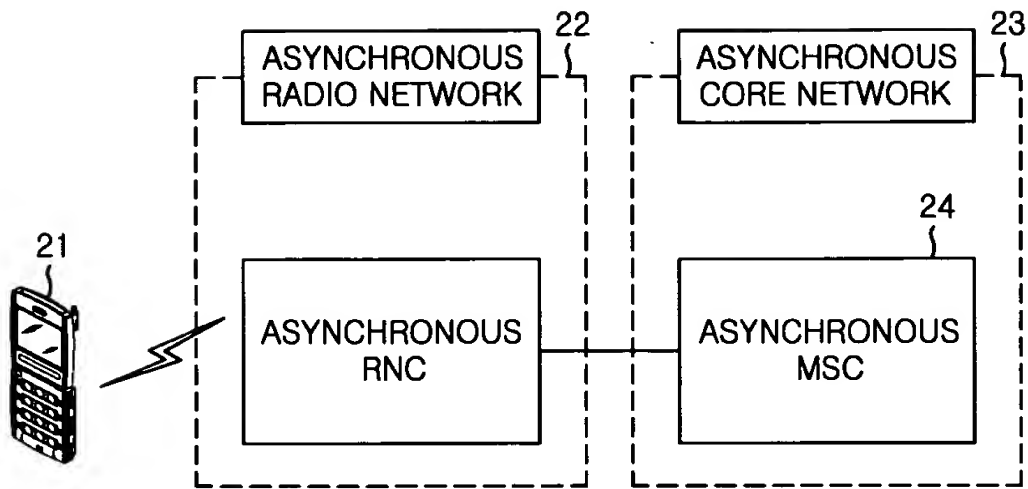 22
23
ASYNCHRONOUS
RADIO NETWORK
ASYNCHRONOUS
CORE NETWORK
21
24
ASYNCHRONOUS
RNC
ASYNCHRONOUS
MSC